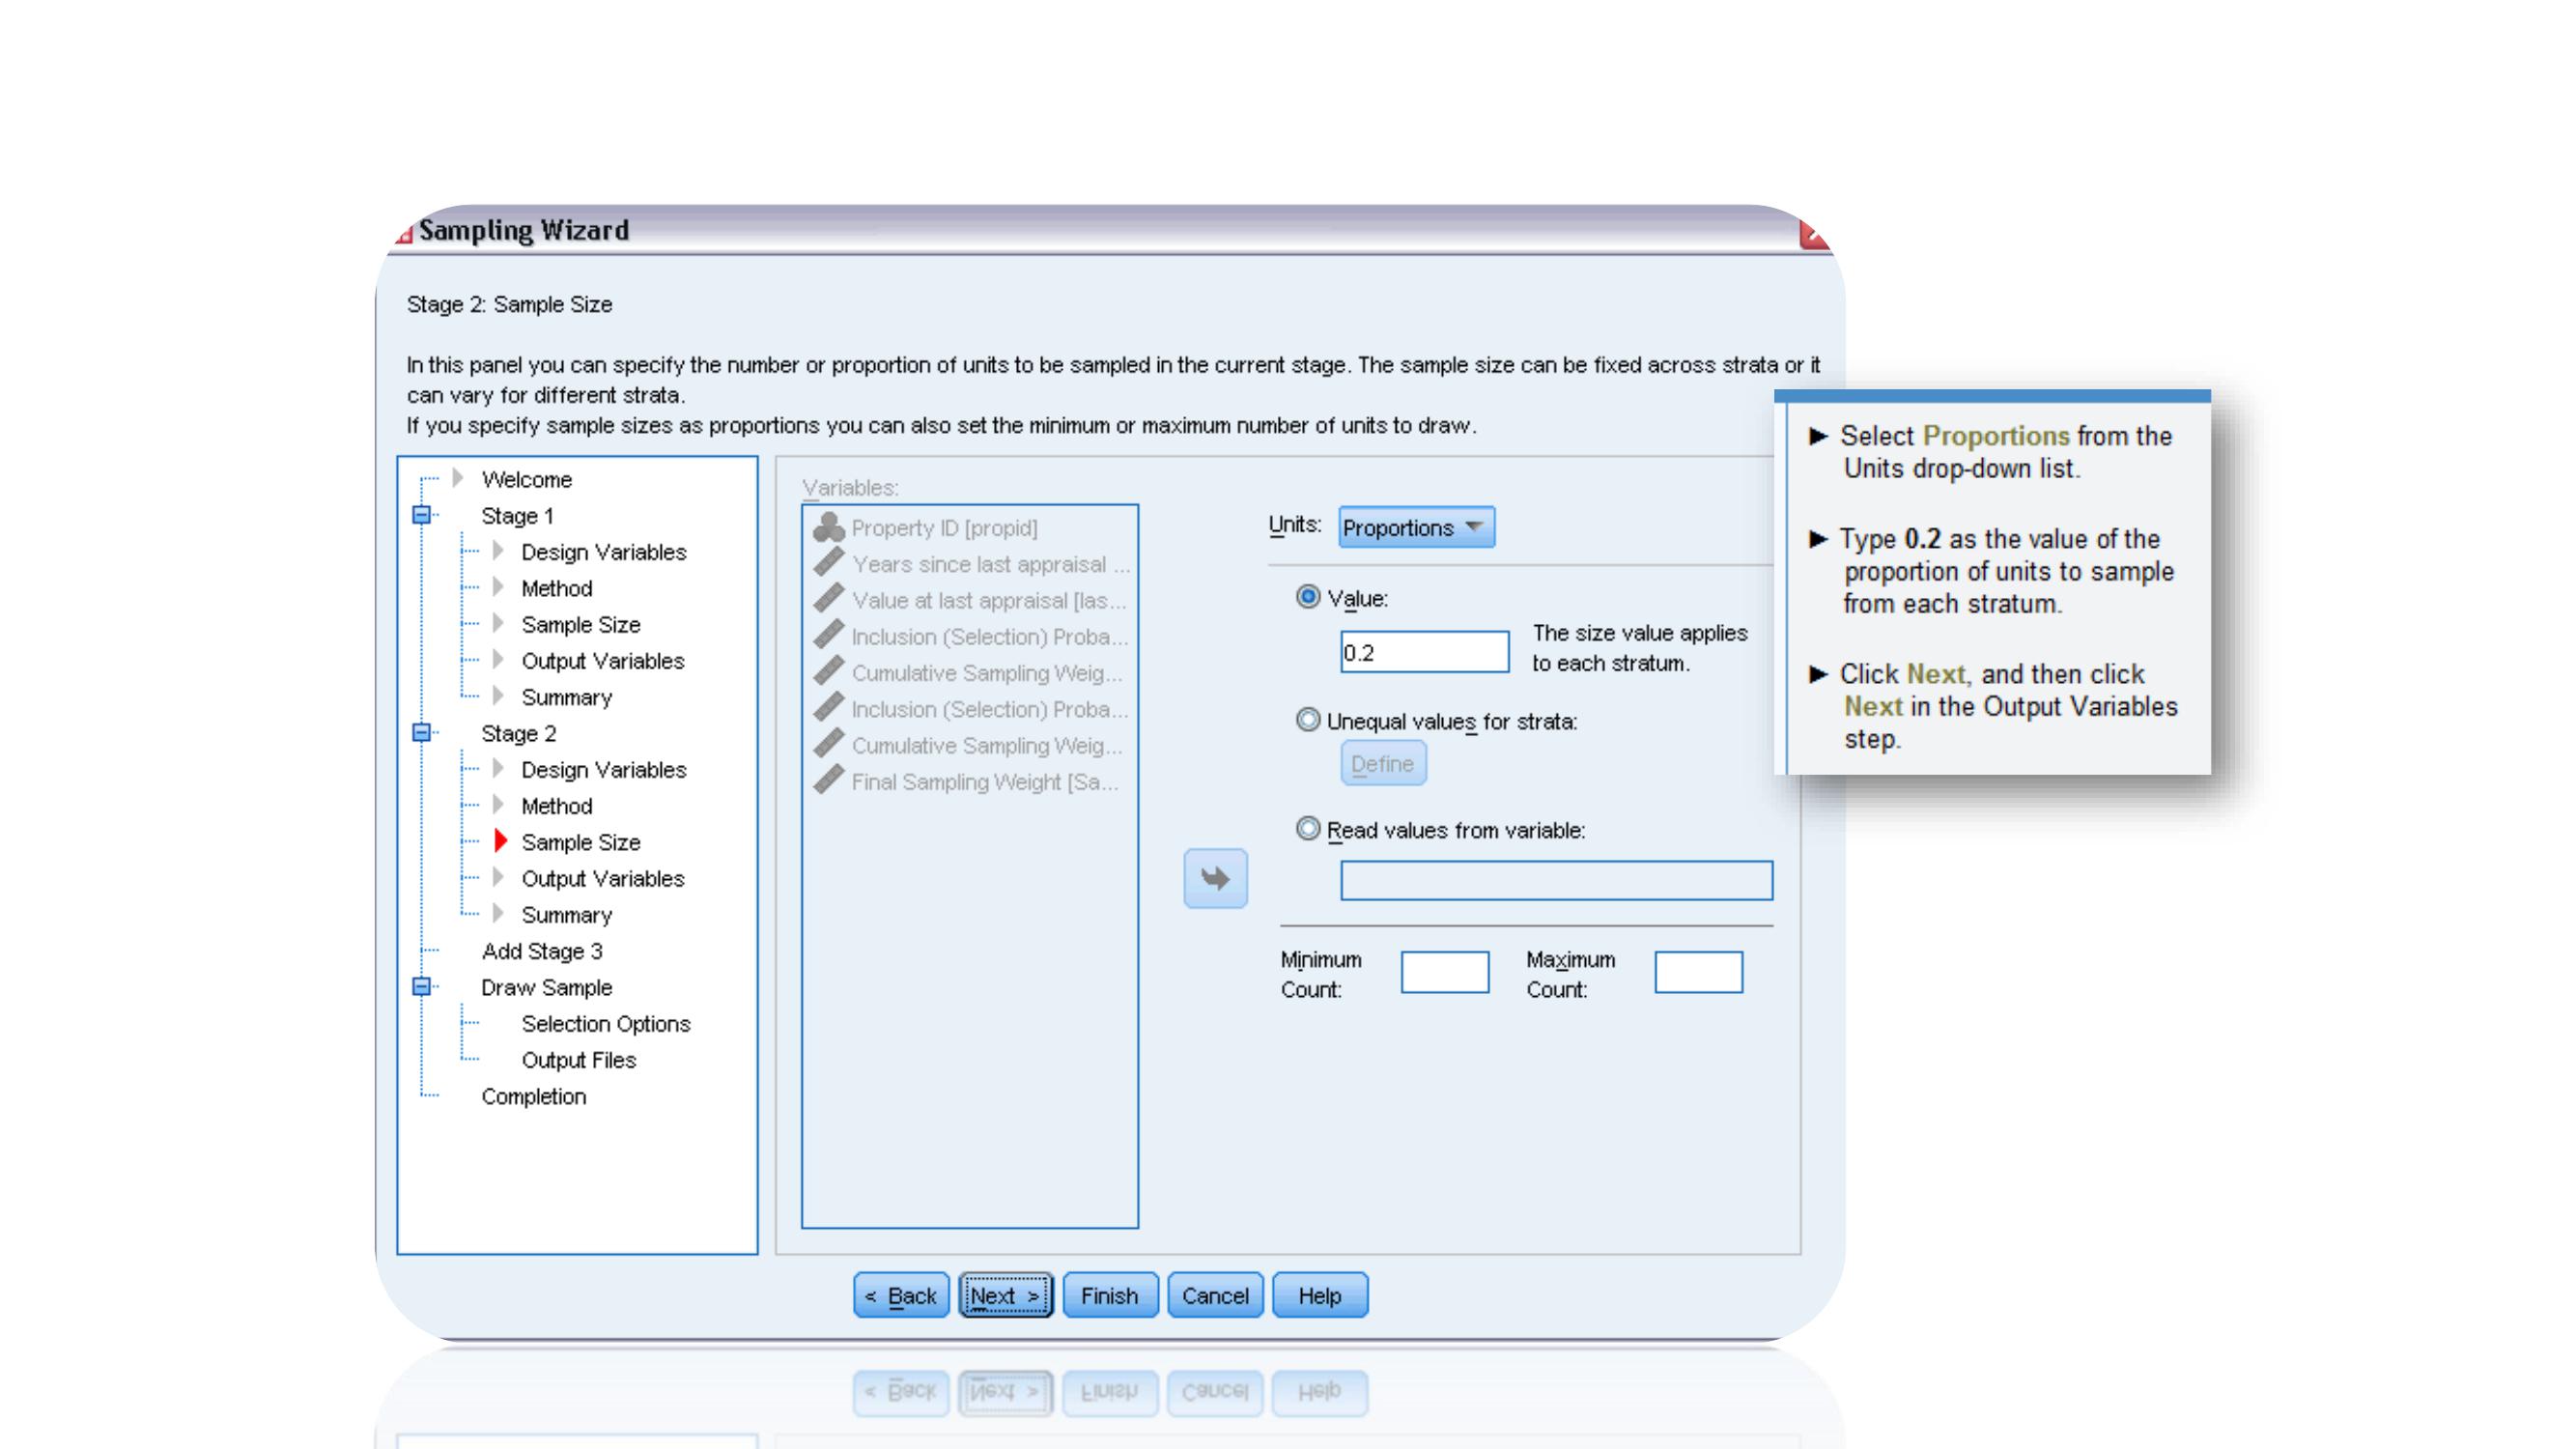 Sampling Wizard
Stage 2: Sample Size
In this panel you can specify the number or proportion of units to be sampled in the current stage. The sample size can be fixed across strata or it
can vary for different strata.
If you specify sample sizes as proportions you can also set the minimum or maximum number of units to draw.
Welcome
Stage 1
Design Variables
Method
Sample Size
Output Variables
Summary
Stage 2
Design Variables
Method
Sample Size
Output Variables
Summary
Add Stage 3
Draw Sample
Selection Options
Output Files
Completion
Variables:
Property ID [propid]
Years since last appraisal ...
Value at last appraisal [las...
Inclusion (Selection) Proba...
Cumulative Sampling Weig...
Inclusion (Selection) Proba...
Cumulative Sampling Weig...
Final Sampling Weight [Sa...
Units: Proportions
Value:
0.2
The size value applies
to each stratum.
Unequal values for strata:
Define
Read values from variable:
Minimum
Count:
Maximum
Count:
< Back Next > Finish Cancel Help
► Select Proportions from the
Units drop-down list.
► Type 0.2 as the value of the
proportion of units to sample
from each stratum.
► Click Next, and then click
Next in the Output Variables
step.
< Back Next > Finish Cancel Help